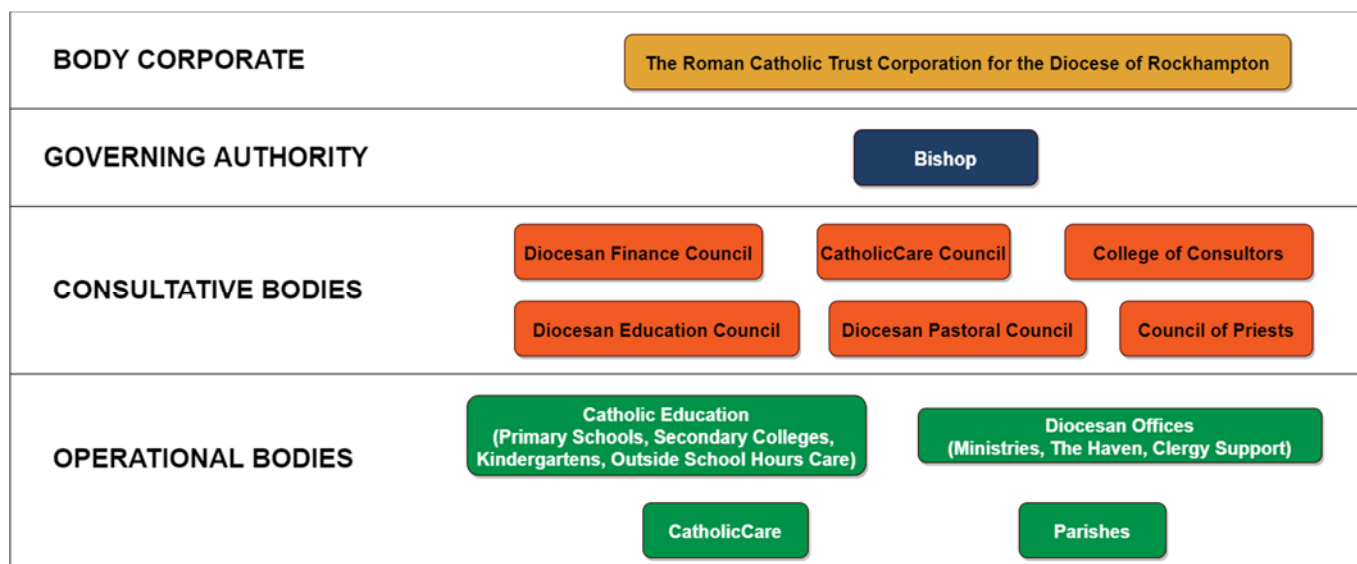 BODY CORPORATE
The Roman Catholic Trust Corporation for the Diocese of Rockhampton
GOVERNING AUTHORITY
Bishop
CONSULTATIVE BODIES
Diocesan Finance Council
CatholicCare Council
College of Consultors
Diocesan Education Council
Diocesan Pastoral Council
Council of Priests
OPERATIONAL BODIES
Catholic Education
(Primary Schools, Secondary Colleges,
Kindergartens, Outside School Hours Care)
Diocesan Offices
(Ministries, The Haven, Clergy Support)
CatholicCare
Parishes